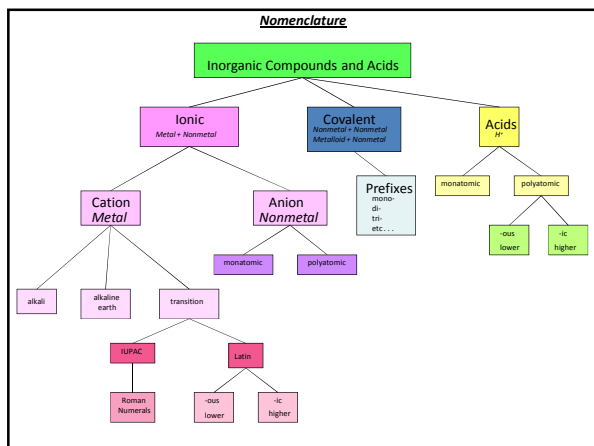 Nomenclature
Inorganic Compounds and Acids
Ionic
Metal + Nonmetal
Covalent
Nonmetal + Nonmetal
Metalloid + Nonmetal
Acids
H⁺
monatomic
polyatomic
Prefixes
mono-
di-
tri-
etc . . .
Cation
Metal
Anion
Nonmetal
-ous
lower
-ic
higher
monatomic
polyatomic
alkali
alkaline
earth
transition
IUPAC
Latin
Roman
Numerals
-ous
lower
-ic
higher